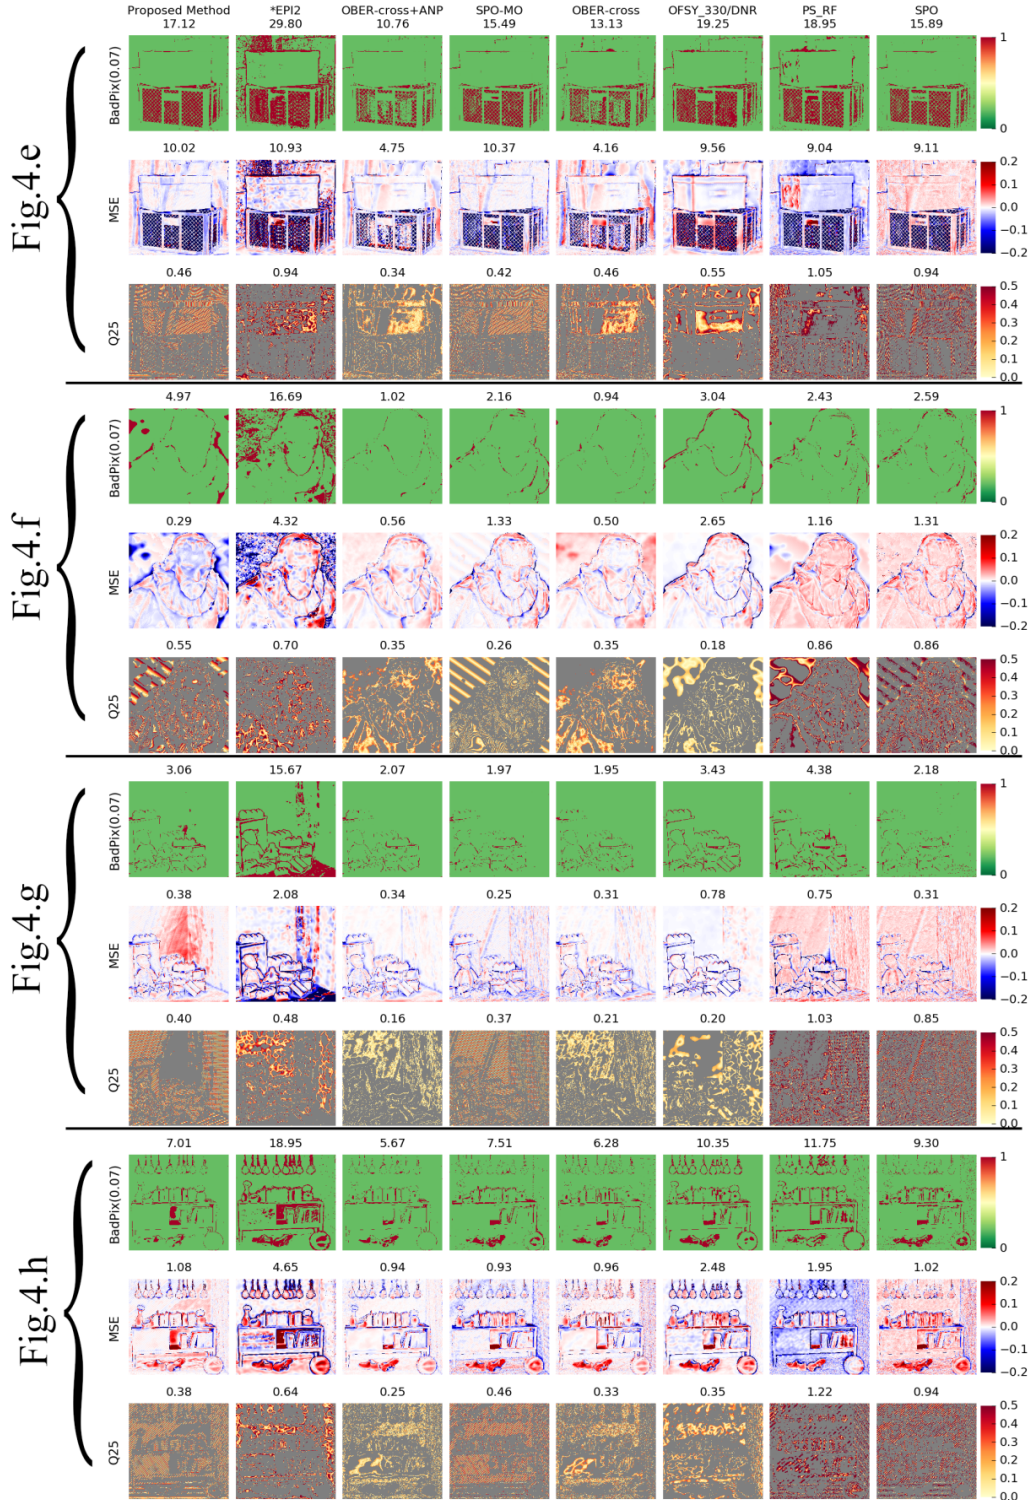 Proposed Method *EPI2 OBER-cross+ANP SPO-MO OBER-cross OFSY_330/DNR PS_RF SPO
17.12 29.80 10.76 15.49 13.13 19.25 18.95 15.89
Fig.4.e
BadPix(0.07)
1
0
10.02 10.93 4.75 10.37 4.16 9.56 9.04 9.11
MSE
0.2
0.1
0.0
−0.1
−0.2
0.46 0.94 0.34 0.42 0.46 0.55 1.05 0.94
Q25
0.5
0.4
0.3
0.2
0.1
0.0
4.97 16.69 1.02 2.16 0.94 3.04 2.43 2.59
Fig.4.f
BadPix(0.07)
1
0
0.29 4.32 0.56 1.33 0.50 2.65 1.16 1.31
MSE
0.2
0.1
0.0
−0.1
−0.2
0.55 0.70 0.35 0.26 0.35 0.18 0.86 0.86
Q25
0.5
0.4
0.3
0.2
0.1
0.0
3.06 15.67 2.07 1.97 1.95 3.43 4.38 2.18
Fig.4.g
BadPix(0.07)
1
0
0.38 2.08 0.34 0.25 0.31 0.78 0.75 0.31
MSE
0.2
0.1
0.0
−0.1
−0.2
0.40 0.48 0.16 0.37 0.21 0.20 1.03 0.85
Q25
0.5
0.4
0.3
0.2
0.1
0.0
7.01 18.95 5.67 7.51 6.28 10.35 11.75 9.30
Fig.4.h
BadPix(0.07)
1
0
1.08 4.65 0.94 0.93 0.96 2.48 1.95 1.02
MSE
0.2
0.1
0.0
−0.1
−0.2
0.38 0.64 0.25 0.46 0.33 0.35 1.22 0.94
Q25
0.5
0.4
0.3
0.2
0.1
0.0